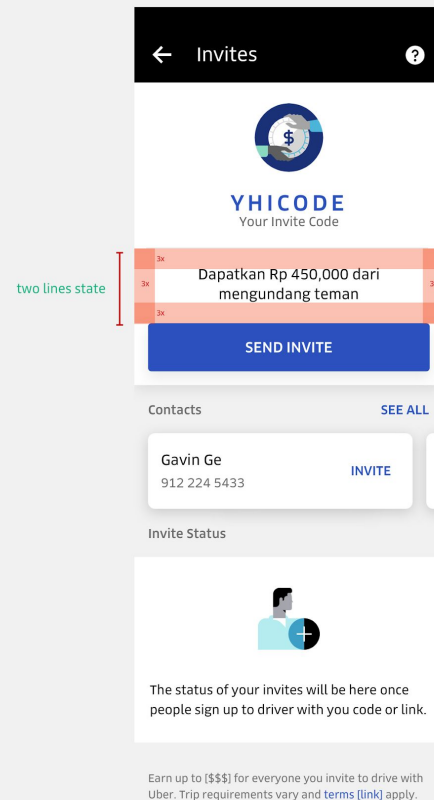 Invites
?
$
YHICODE
Your Invite Code
3x
Dapatkan Rp 450,000 dari
two lines state
3x
3x
mengundang teman
3x
SEND INVITE
Contacts
SEE ALL
Gavin Ge
INVITE
912 224 5433
Invite Status
The status of your invites will be here once
people sign up to driver with you code or link.
Earn up to [$$$] for everyone you invite to drive with
Uber. Trip requirements vary and terms [link] apply.